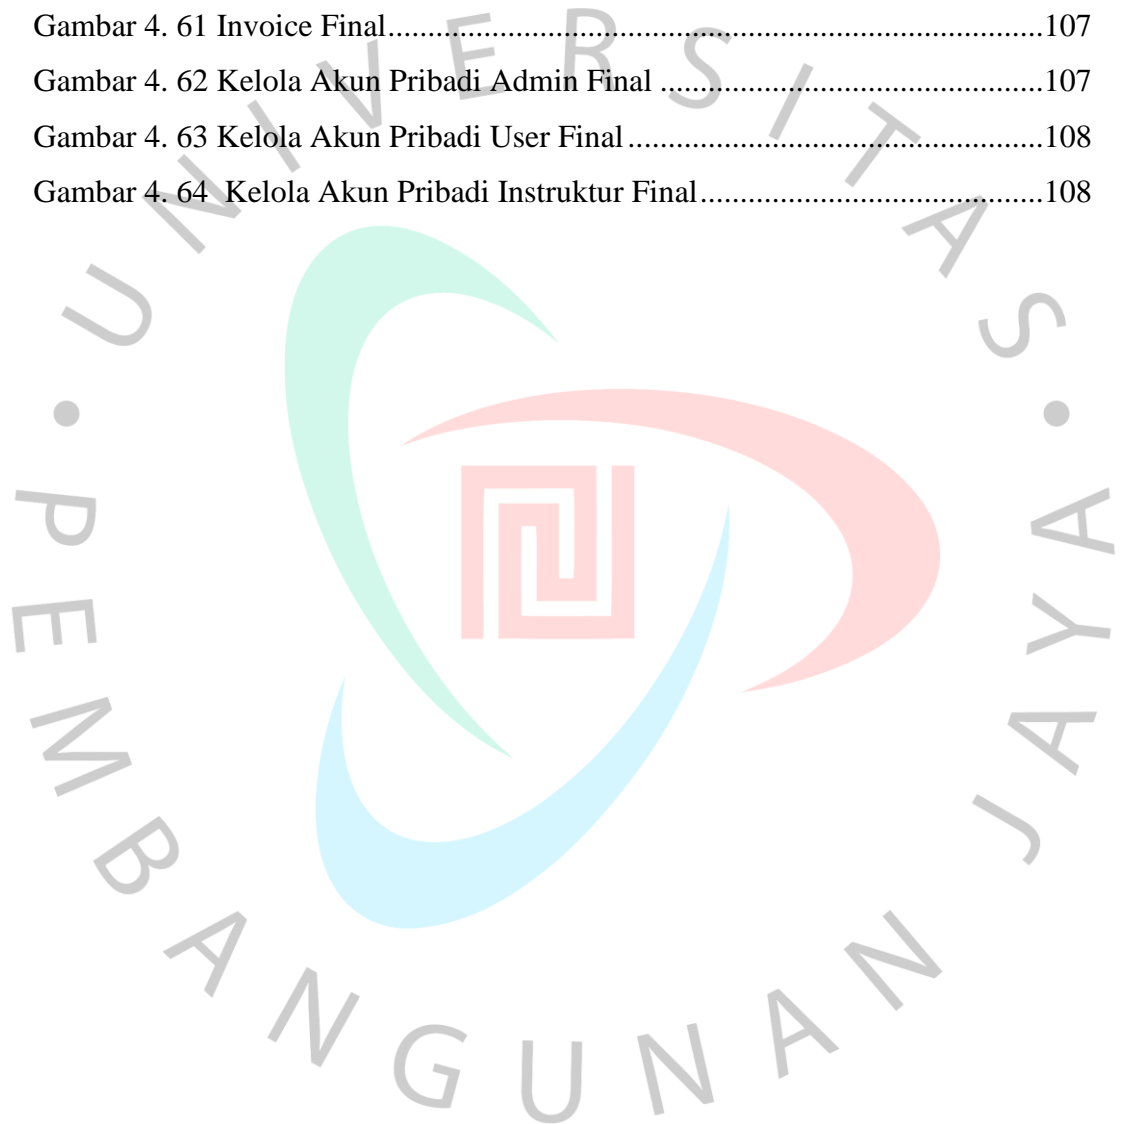 Gambar 4. 61 Invoice Final.................................................................................107
Gambar 4. 62 Kelola Akun Pribadi Admin Final ...............................................107
Gambar 4. 63 Kelola Akun Pribadi User Final...................................................108
Gambar 4. 64  Kelola Akun Pribadi Instruktur Final..........................................108
UNIVERSITAS • PEMBANGUNAN JAYA •